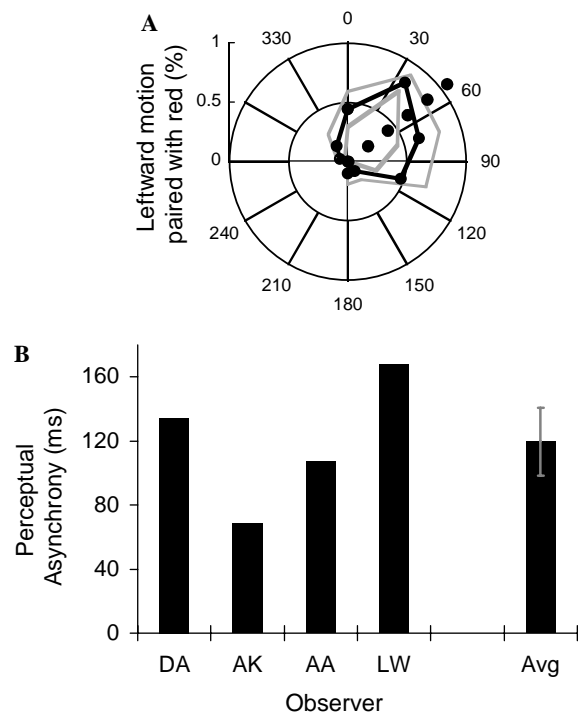 A
0
1
330
30
0.5
60
Leftward motion
paired with red (%)
0
90
240
120
210
150
180
B
160
120
80
40
0
Perceptual
Asynchrony (ms)
DA AK AA LW Avg
Observer